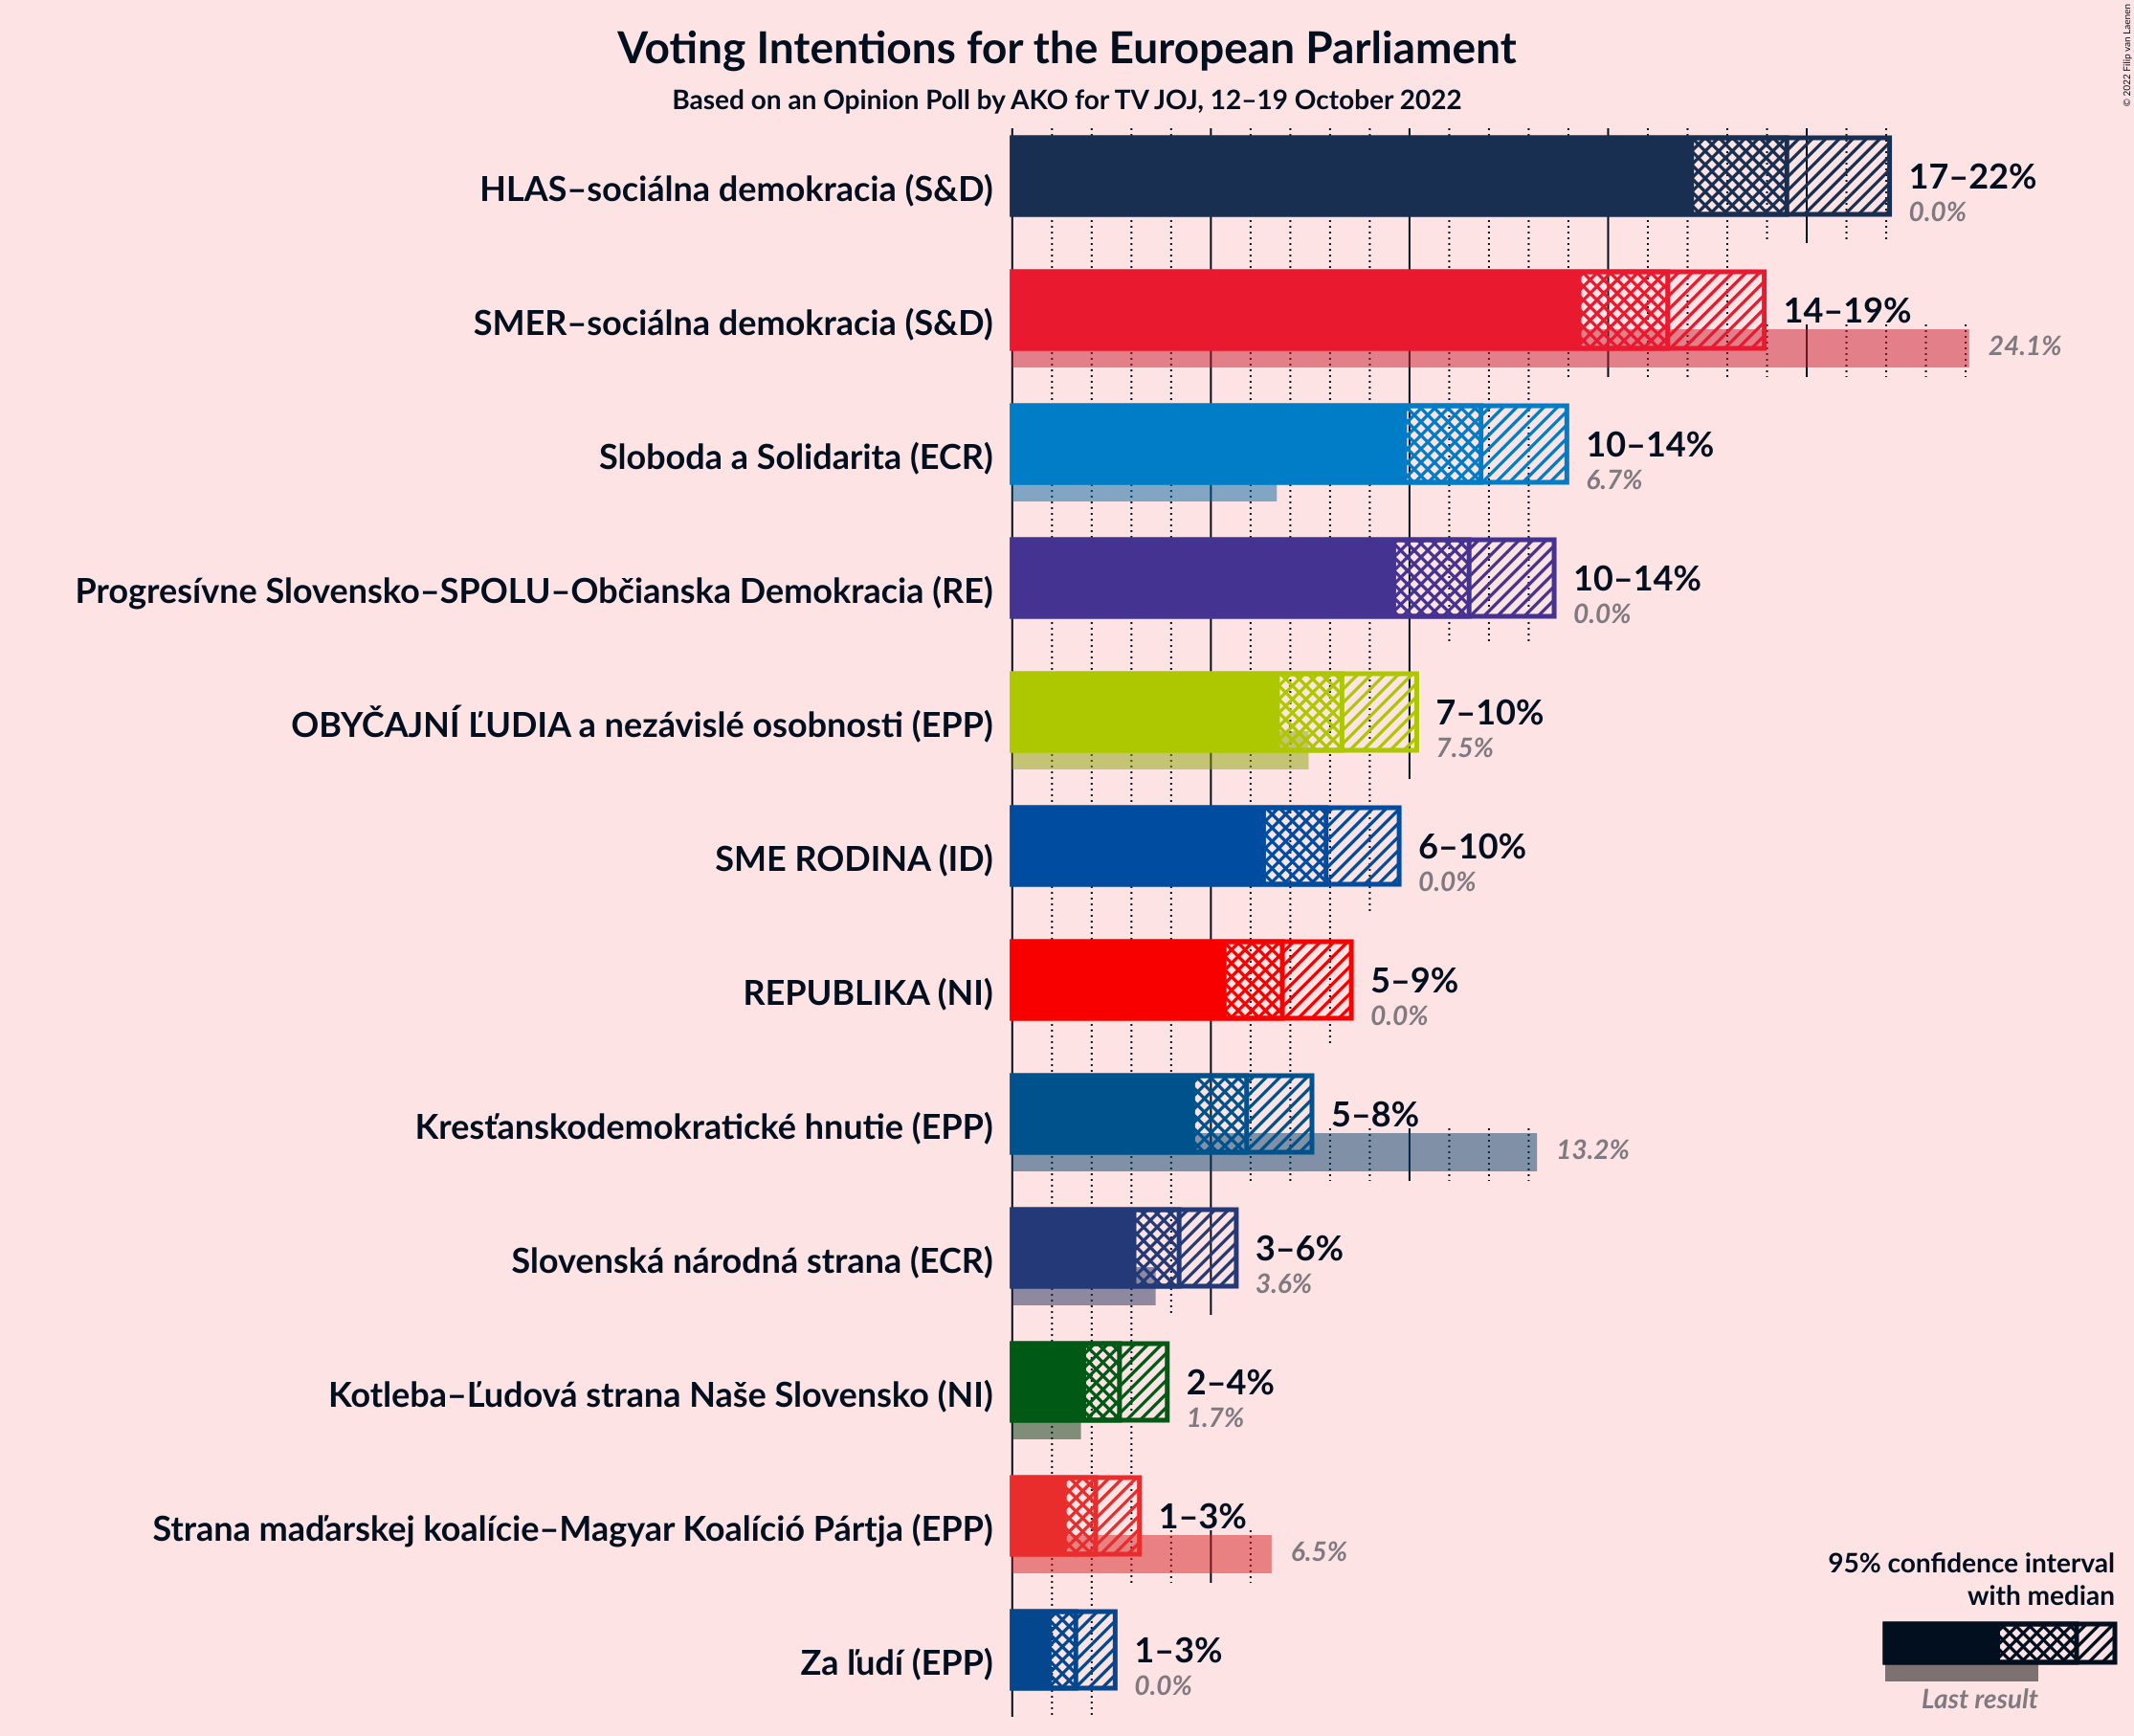 Voting Intentions for the European Parliament
Based on an Opinion Poll by AKO for TV JOJ, 12–19 October 2022
© 2022 Filip van Laenen
HLAS–sociálna demokracia (S&D)
17–22%
0.0%
SMER–sociálna demokracia (S&D)
14–19%
24.1%
Sloboda a Solidarita (ECR)
10–14%
6.7%
Progresívne Slovensko–SPOLU–Občianska Demokracia (RE)
10–14%
0.0%
OBYČAJNÍ ĽUDIA a nezávislé osobnosti (EPP)
7–10%
7.5%
SME RODINA (ID)
6–10%
0.0%
REPUBLIKA (NI)
5–9%
0.0%
Kresťanskodemokratické hnutie (EPP)
5–8%
13.2%
Slovenská národná strana (ECR)
3–6%
3.6%
Kotleba–Ľudová strana Naše Slovensko (NI)
2–4%
1.7%
Strana maďarskej koalície–Magyar Koalíció Pártja (EPP)
1–3%
6.5%
Za ľudí (EPP)
1–3%
0.0%
95% confidence interval
with median
Last result